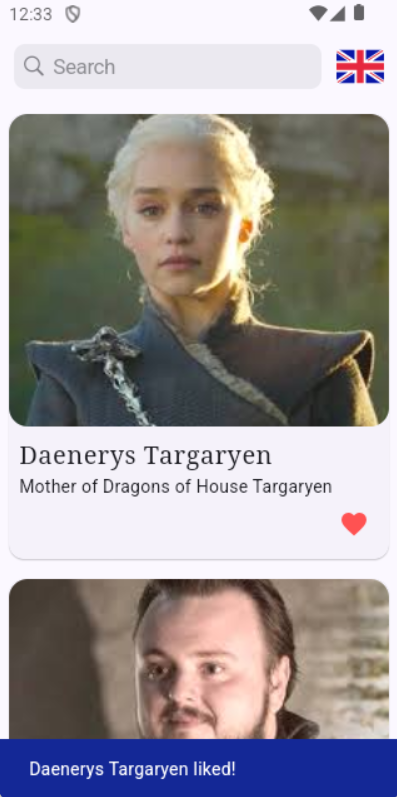 12:33
Search
Daenerys Targaryen
Mother of Dragons of House Targaryen
Daenerys Targaryen liked!